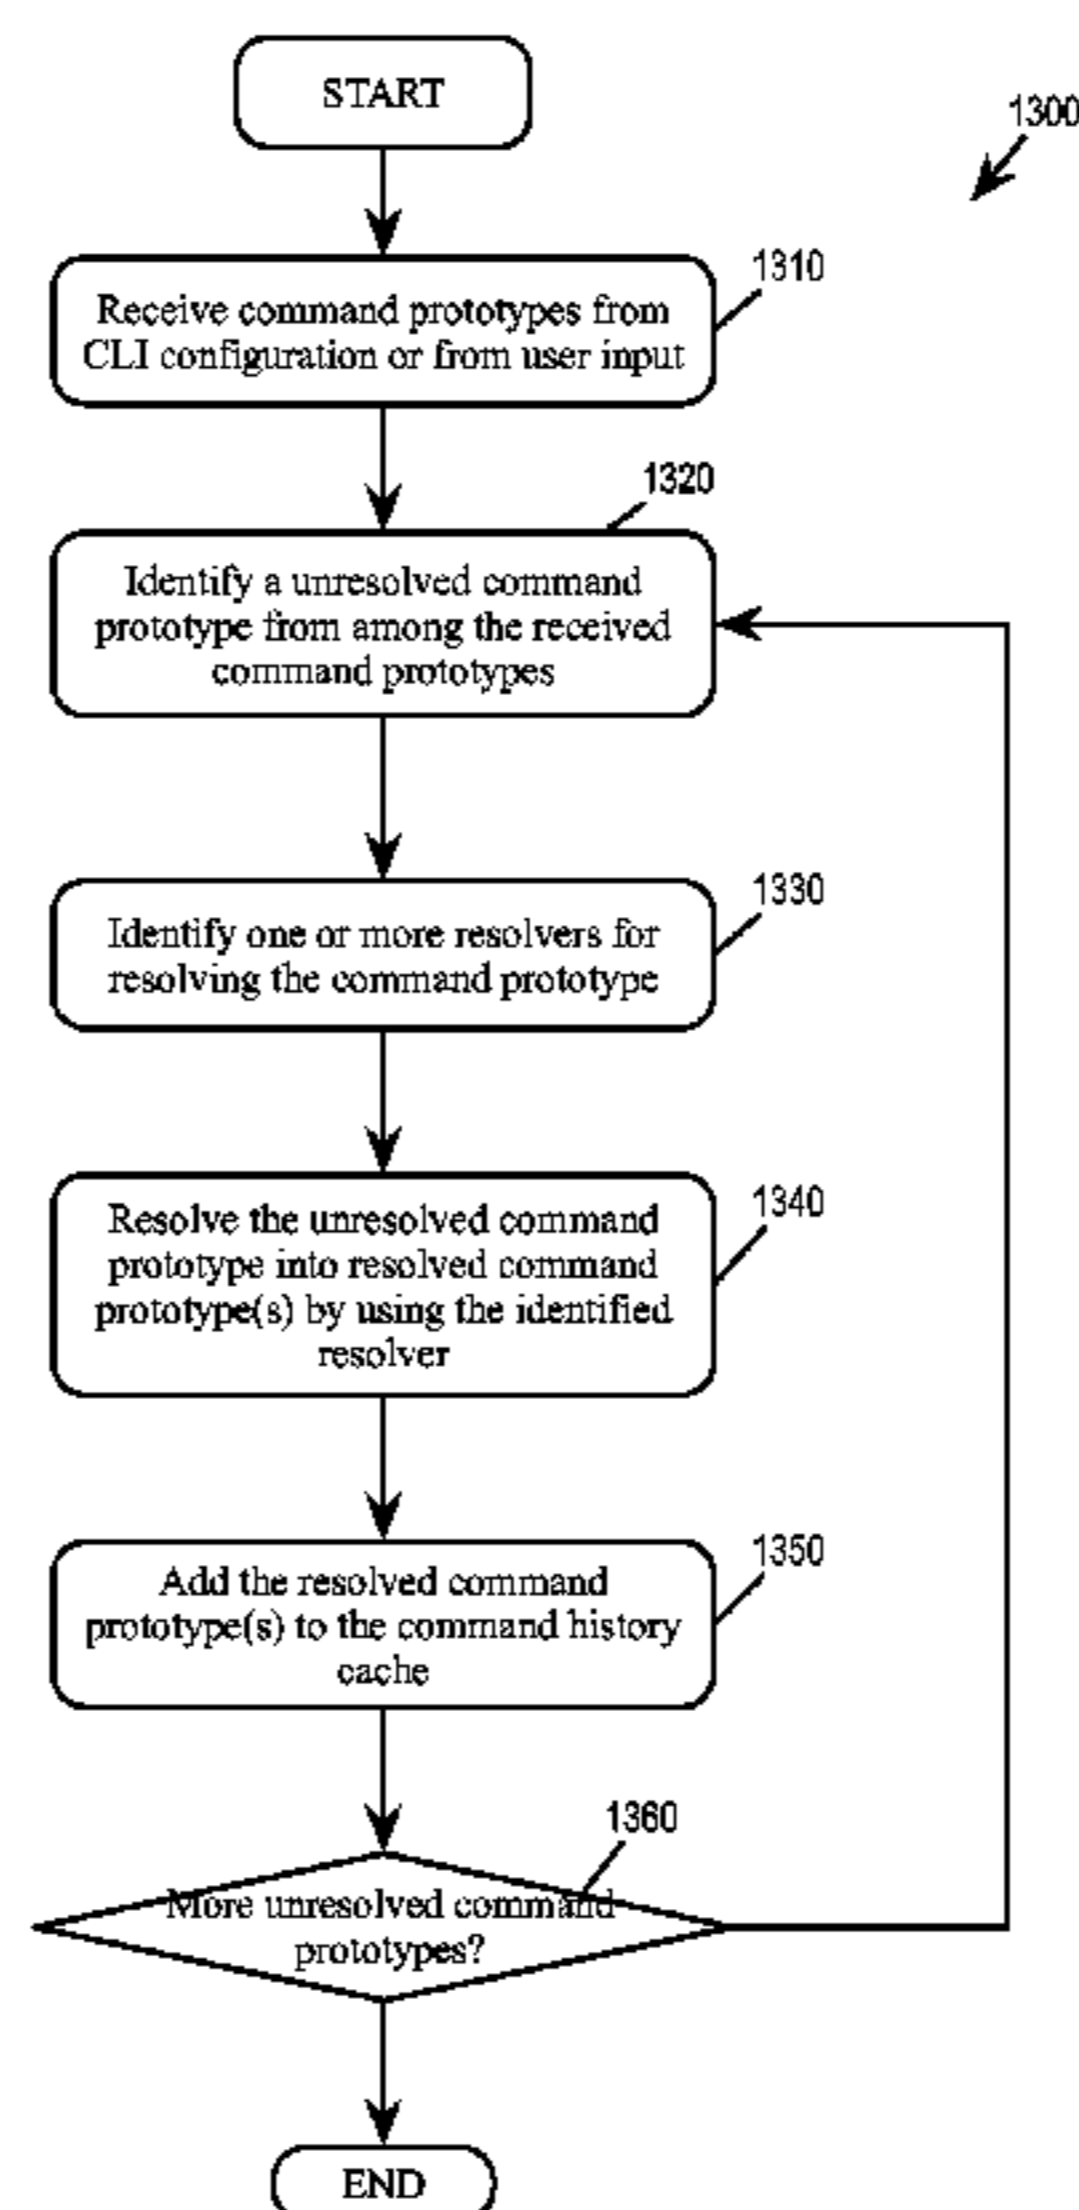 START
1300
1310
Receive command prototypes from
CLI configuration or from user input
1320
Identify a unresolved command
prototype from among the received
command prototypes
1330
Identify one or more resolvers for
resolving the command prototype
1340
Resolve the unresolved command
prototype into resolved command
prototype(s) by using the identified
resolver
1350
Add the resolved command
prototype(s) to the command history
cache
1360
More unresolved command
prototypes?
END